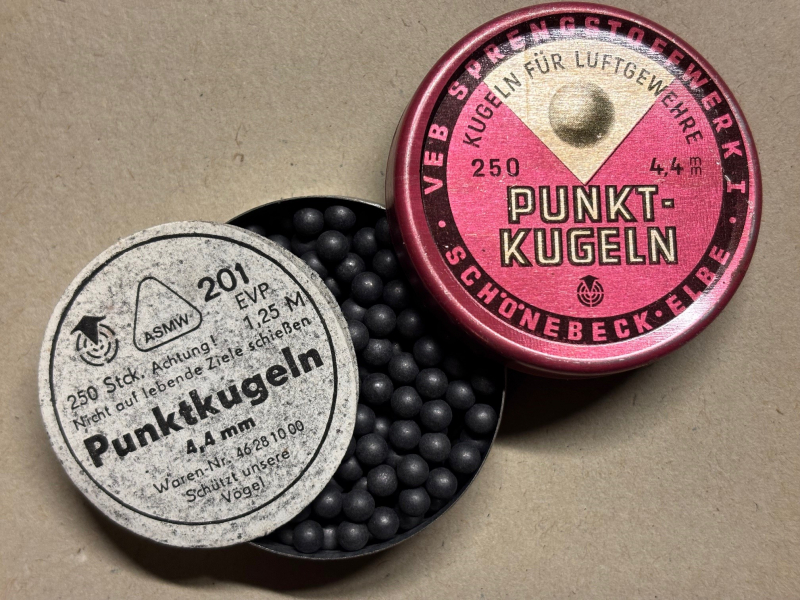 VEB SPRENGSTOFFWERK I
· SCHÖNEBECK·ELBE ·
KUGELN FÜR LUFTGEWEHRE
250 4,4 mm
PUNKT-
KUGELN
ASMW
201
EVP
1,25 M
250 Stck. Achtung!
Nicht auf lebende Ziele schießen
Punktkugeln
4,4 mm
Waren-Nr. 46 28 10 00
Schützt unsere
Vögel